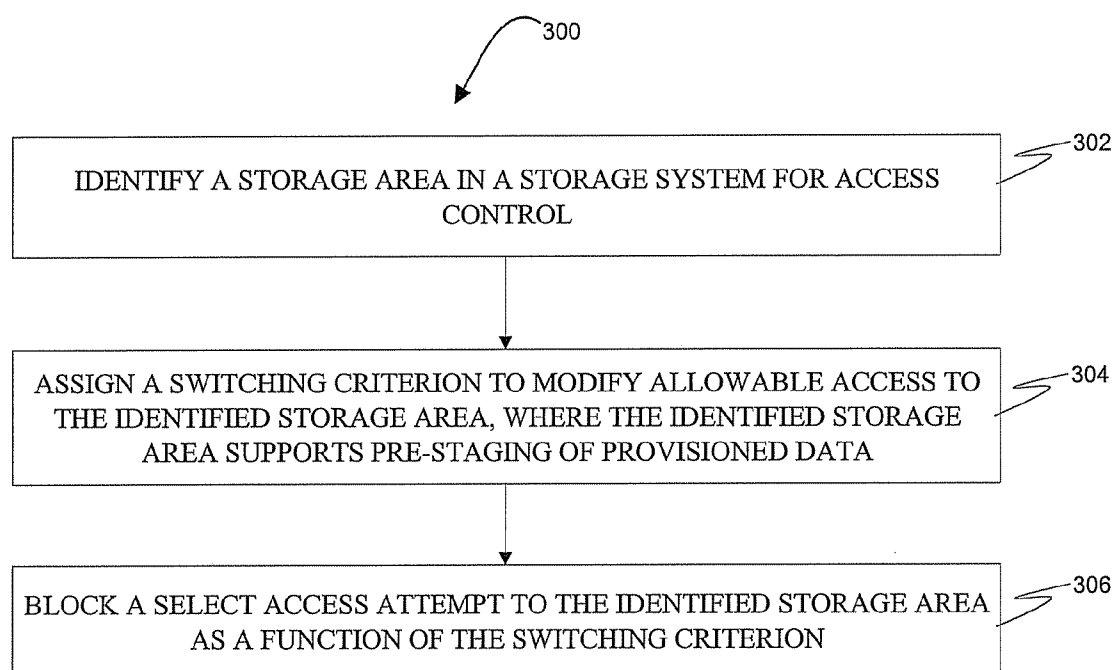 300
302
IDENTIFY A STORAGE AREA IN A STORAGE SYSTEM FOR ACCESS
CONTROL
304
ASSIGN A SWITCHING CRITERION TO MODIFY ALLOWABLE ACCESS TO
THE IDENTIFIED STORAGE AREA, WHERE THE IDENTIFIED STORAGE
AREA SUPPORTS PRE-STAGING OF PROVISIONED DATA
306
BLOCK A SELECT ACCESS ATTEMPT TO THE IDENTIFIED STORAGE AREA
AS A FUNCTION OF THE SWITCHING CRITERION